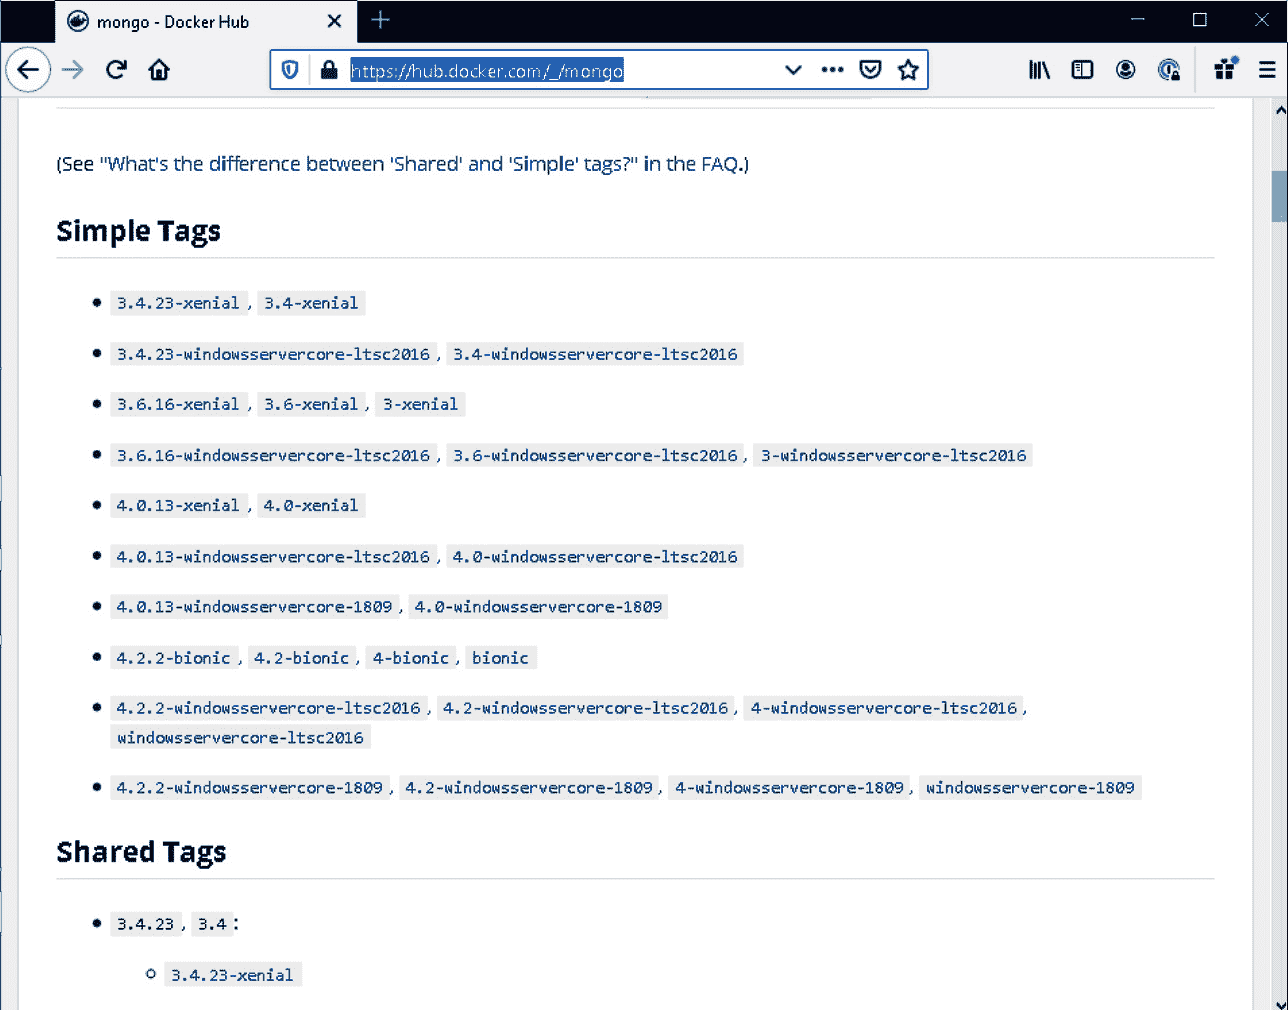 mongo - Docker Hub
https://hub.docker.com/_/mongo
(See "What's the difference between 'Shared' and 'Simple' tags?" in the FAQ.)
Simple Tags
3.4.23-xenial, 3.4-xenial
3.4.23-windowsservercore-ltsc2016, 3.4-windowsservercore-ltsc2016
3.6.16-xenial, 3.6-xenial, 3-xenial
3.6.16-windowsservercore-ltsc2016, 3.6-windowsservercore-ltsc2016, 3-windowsservercore-ltsc2016
4.0.13-xenial, 4.0-xenial
4.0.13-windowsservercore-ltsc2016, 4.0-windowsservercore-ltsc2016
4.0.13-windowsservercore-1809, 4.0-windowsservercore-1809
4.2.2-bionic, 4.2-bionic, 4-bionic, bionic
4.2.2-windowsservercore-ltsc2016, 4.2-windowsservercore-ltsc2016, 4-windowsservercore-ltsc2016,
windowsservercore-ltsc2016
4.2.2-windowsservercore-1809, 4.2-windowsservercore-1809, 4-windowsservercore-1809, windowsservercore-1809
Shared Tags
3.4.23, 3.4:
3.4.23-xenial